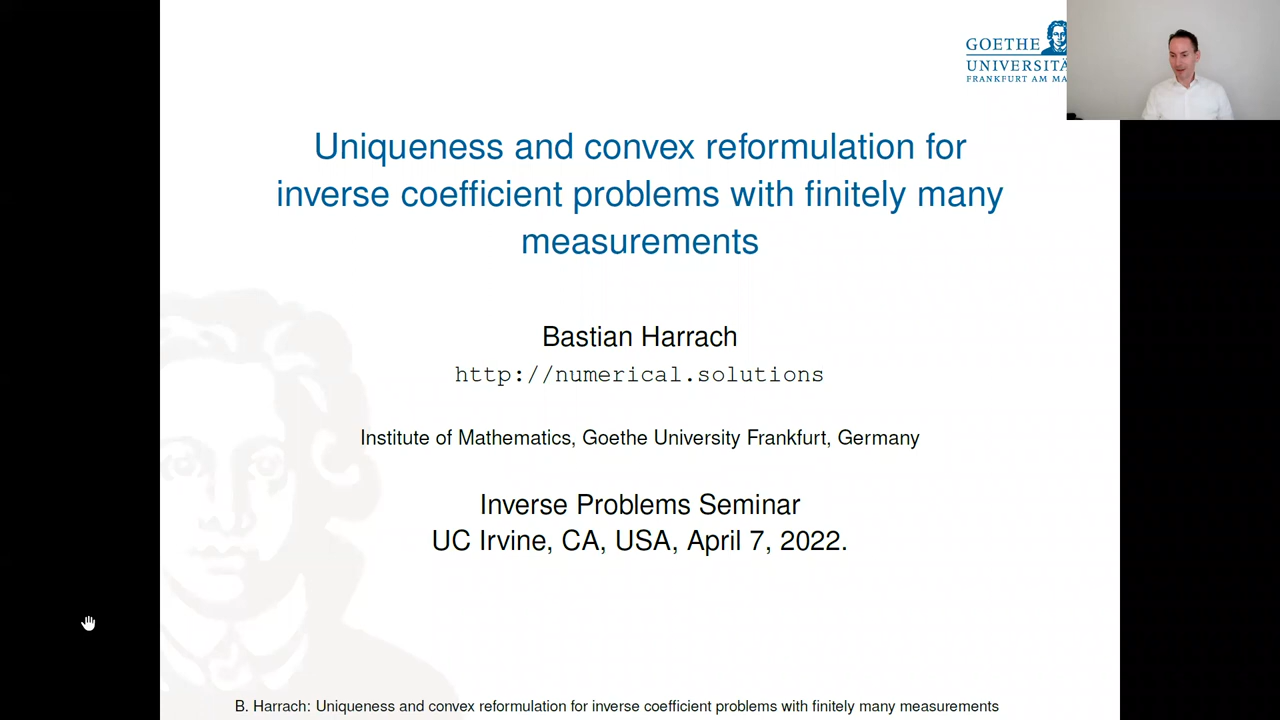 GOETHE
UNIVERSITÄ
FRANKFURT AM MA
Uniqueness and convex reformulation for
inverse coefficient problems with finitely many
measurements
Bastian Harrach
http://numerical.solutions
Institute of Mathematics, Goethe University Frankfurt, Germany
Inverse Problems Seminar
UC Irvine, CA, USA, April 7, 2022.
B. Harrach: Uniqueness and convex reformulation for inverse coefficient problems with finitely many measurements